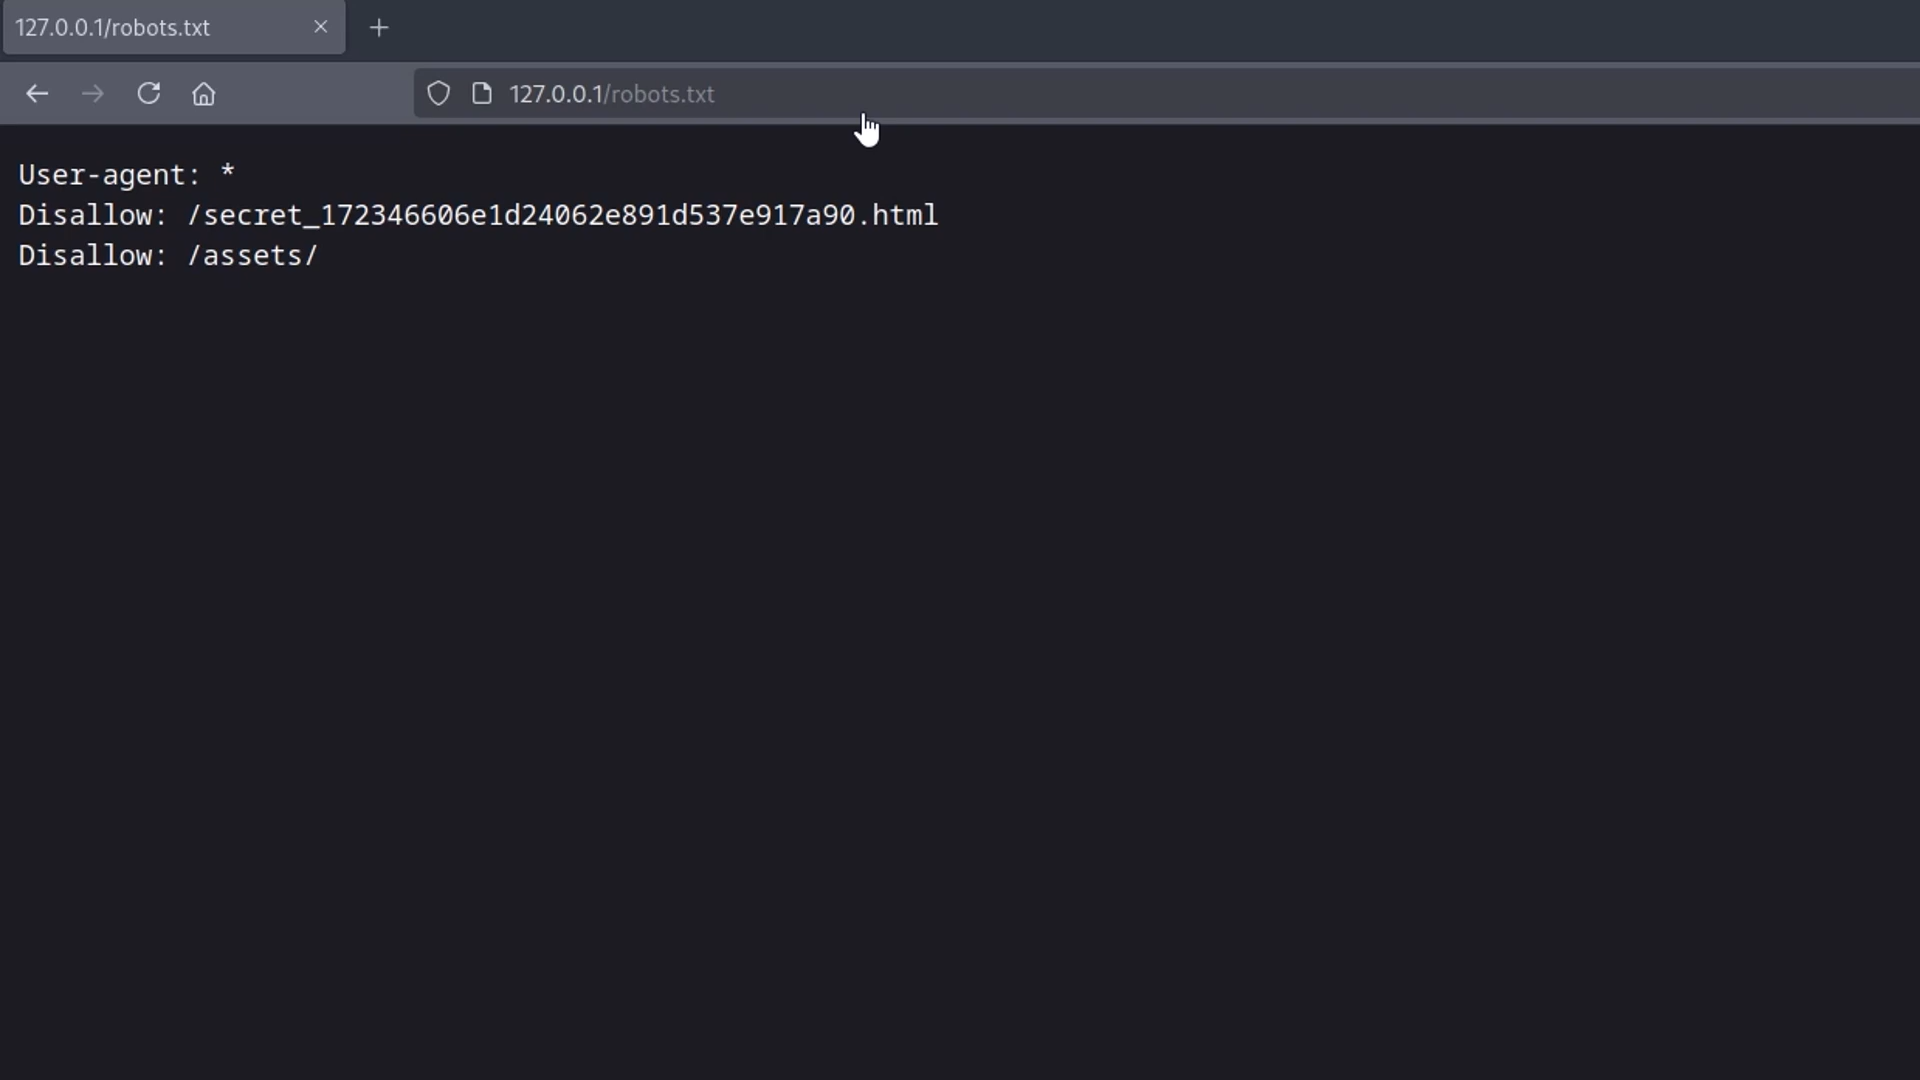 127.0.0.1/robots.txt
127.0.0.1/robots.txt
User-agent: *
Disallow: /secret_172346606e1d24062e891d537e917a90.html
Disallow: /assets/